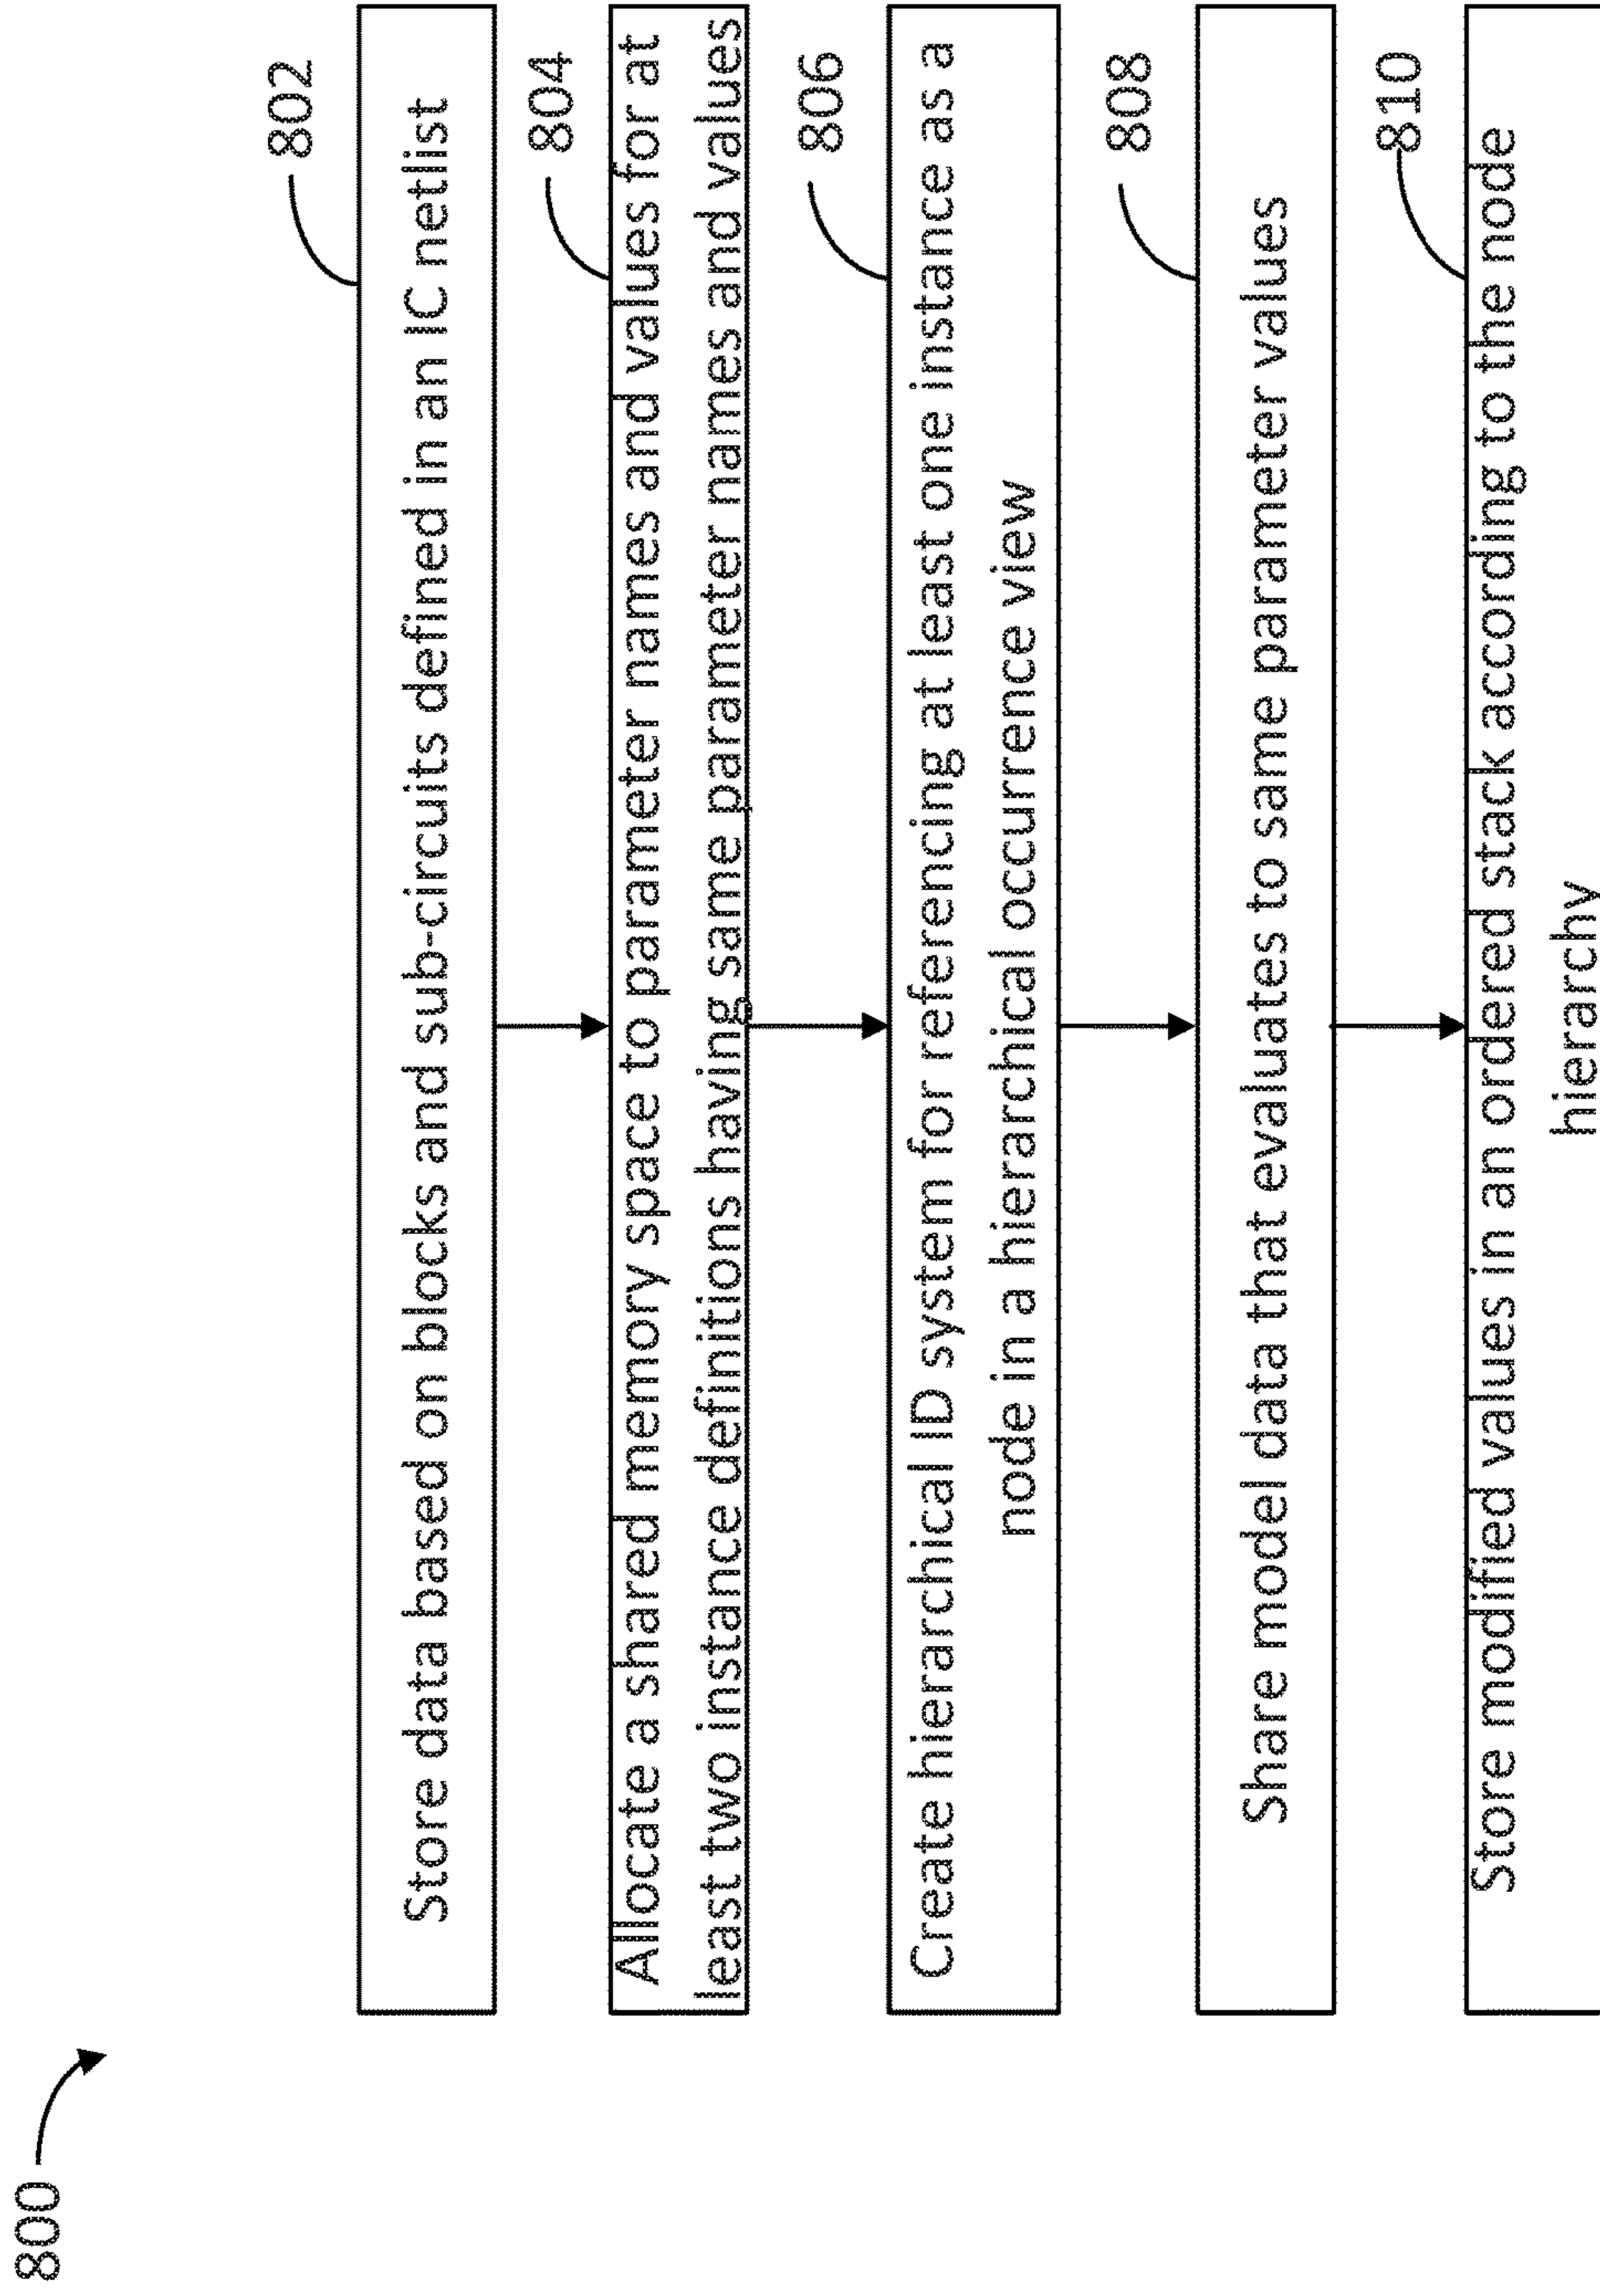 800
802
Store data based on blocks and sub-circuits defined in an IC netlist
804
Allocate a shared memory space to parameter names and values for at
least two instance definitions having same parameter names and values
806
Create hierarchical ID system for referencing at least one instance as a
node in a hierarchical occurrence view
808
Share model data that evaluates to same parameter values
810
Store modified values in an ordered stack according to the node
hierarchy